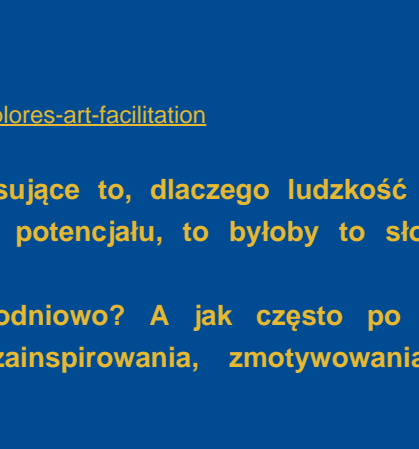 olores-art-facilitation
sujące to, dlaczego ludzkość
potencjału, to byłoby to sło
odniowo? A jak często po
zainspirowania, zmotywowania